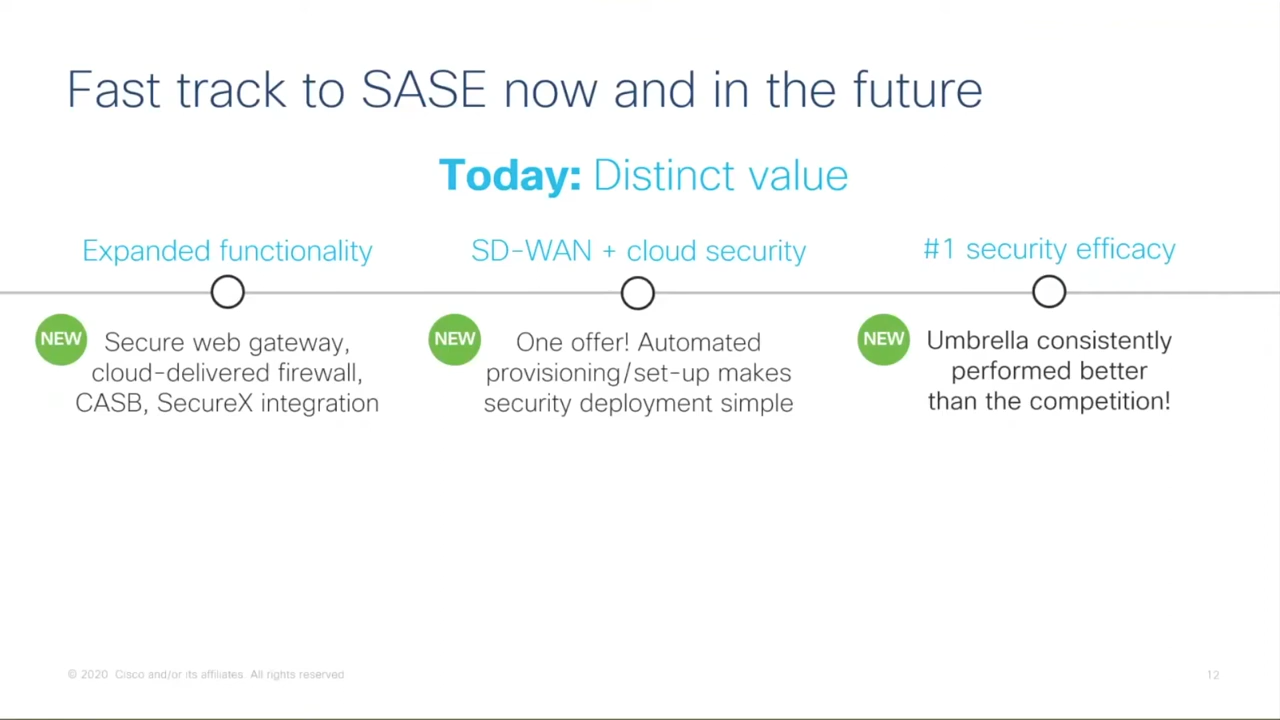 Fast track to SASE now and in the future
Today: Distinct value
Expanded functionality
NEW
Secure web gateway,
cloud-delivered firewall,
CASB, SecureX integration
SD-WAN + cloud security
NEW
One offer! Automated
provisioning/set-up makes
security deployment simple
#1 security efficacy
NEW
Umbrella consistently
performed better
than the competition!
© 2020 Cisco and/or its affiliates. All rights reserved.
12